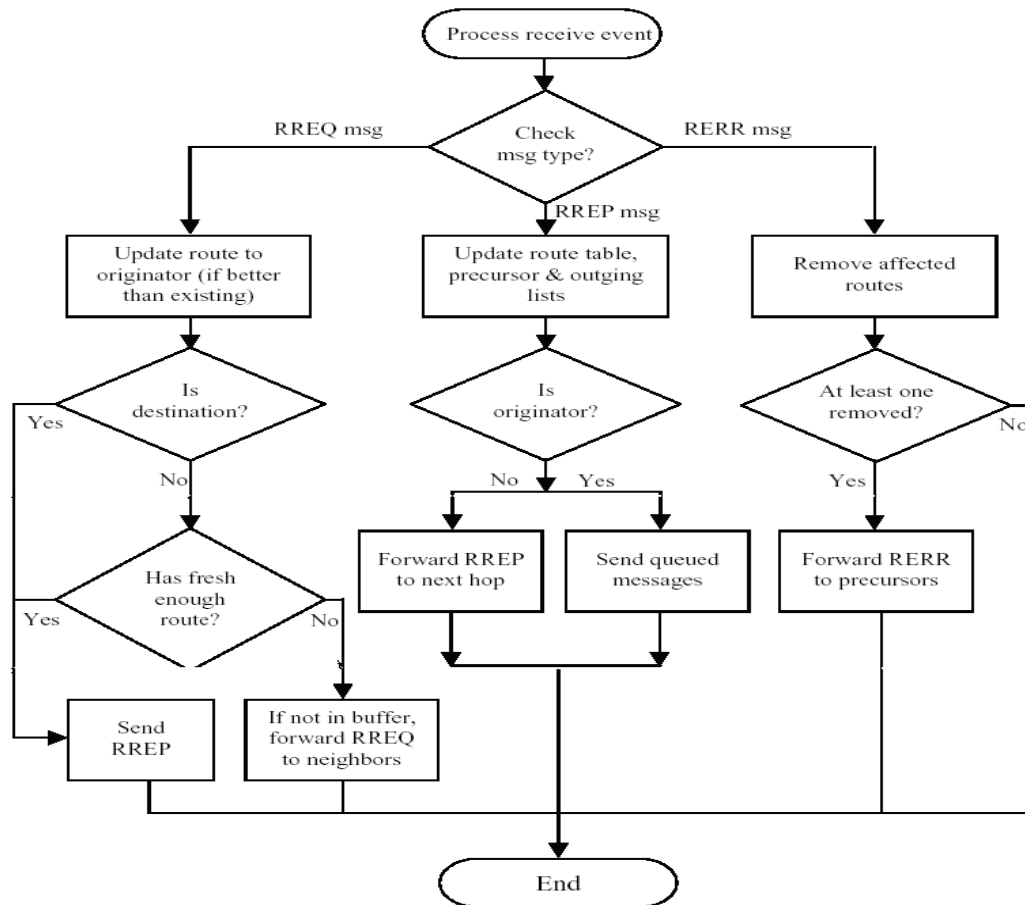 Process receive event
Check
msg type?
RREQ msg
RERR msg
RREP msg
Update route to
originator (if better
than existing)
Update route table,
precursor & outging
lists
Remove affected
routes
Is
destination?
Yes
No
Is
originator?
No
Yes
At least one
removed?
No
Yes
Has fresh
enough
route?
Yes
No
Forward RREP
to next hop
Send queued
messages
Forward RERR
to precursors
Send
RREP
If not in buffer,
forward RREQ
to neighbors
End